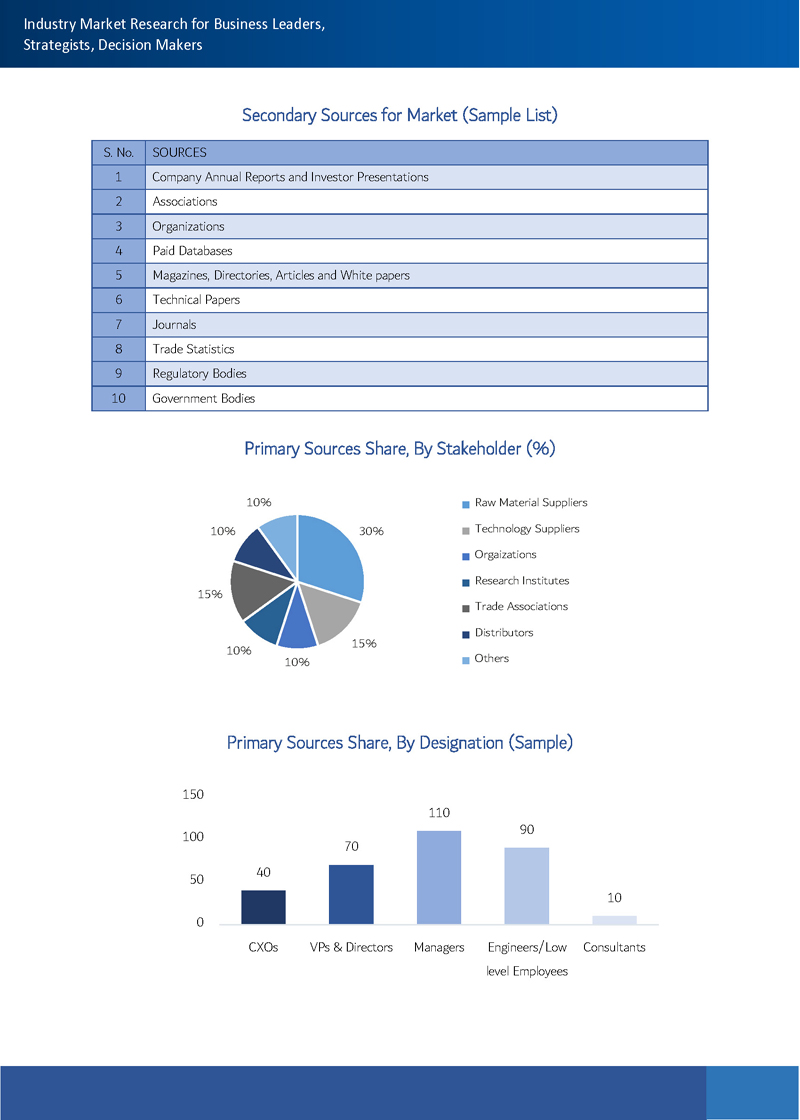 Industry Market Research for Business Leaders,
Strategists, Decision Makers
Secondary Sources for Market (Sample List)
S. No. SOURCES
1 Company Annual Reports and Investor Presentations
2 Associations
3 Organizations
4 Paid Databases
5 Magazines, Directories, Articles and White papers
6 Technical Papers
7 Journals
8 Trade Statistics
9 Regulatory Bodies
10 Government Bodies
Primary Sources Share, By Stakeholder (%)
10%
10%
30%
15%
15%
10%
10%
Raw Material Suppliers
Technology Suppliers
Orgaizations
Research Institutes
Trade Associations
Distributors
Others
Primary Sources Share, By Designation (Sample)
150
100
50
0
40
70
110
90
10
CXOs VPs & Directors Managers Engineers/Low Consultants
level Employees